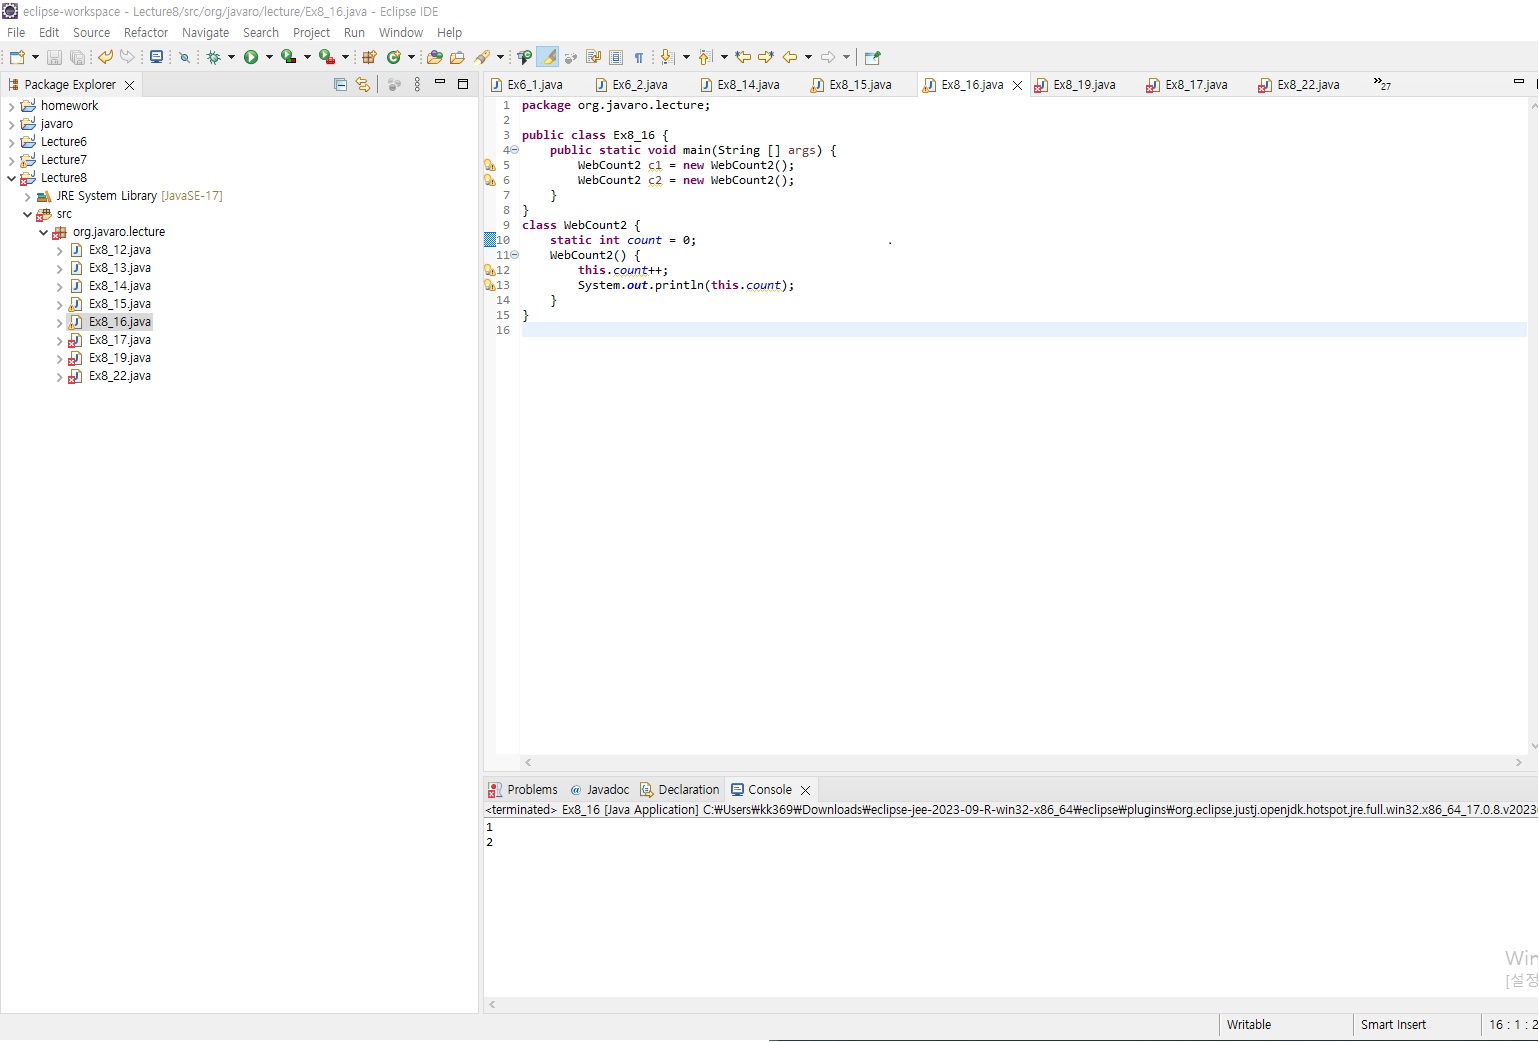 eclipse-workspace - Lecture8/src/org/javaro/lecture/Ex8_16.java - Eclipse IDE
File Edit Source Refactor Navigate Search Project Run Window Help
Package Explorer
homework
javaro
Lecture6
Lecture7
Lecture8
JRE System Library [JavaSE-17]
src
org.javaro.lecture
Ex8_12.java
Ex8_13.java
Ex8_14.java
Ex8_15.java
Ex8_16.java
Ex8_17.java
Ex8_19.java
Ex8_22.java
Ex6_1.java Ex6_2.java Ex8_14.java Ex8_15.java Ex8_16.java Ex8_19.java Ex8_17.java Ex8_22.java »27
1 package org.javaro.lecture;
2
3 public class Ex8_16 {
4 public static void main(String [] args) {
5 WebCount2 c1 = new WebCount2();
6 WebCount2 c2 = new WebCount2();
7 }
8 }
9 class WebCount2 {
10 static int count = 0; .
11 WebCount2() {
12 this.count++;
13 System.out.println(this.count);
14 }
15 }
16
Problems @ Javadoc Declaration Console
<terminated> Ex8_16 [Java Application] C:₩Users₩kk369₩Downloads₩eclipse-jee-2023-09-R-win32-x86_64₩eclipse₩plugins₩org.eclipse.justj.openjdk.hotspot.jre.full.win32.x86_64_17.0.8.v2023
1
2
Win
[설정
Writable Smart Insert 16 : 1 : 2